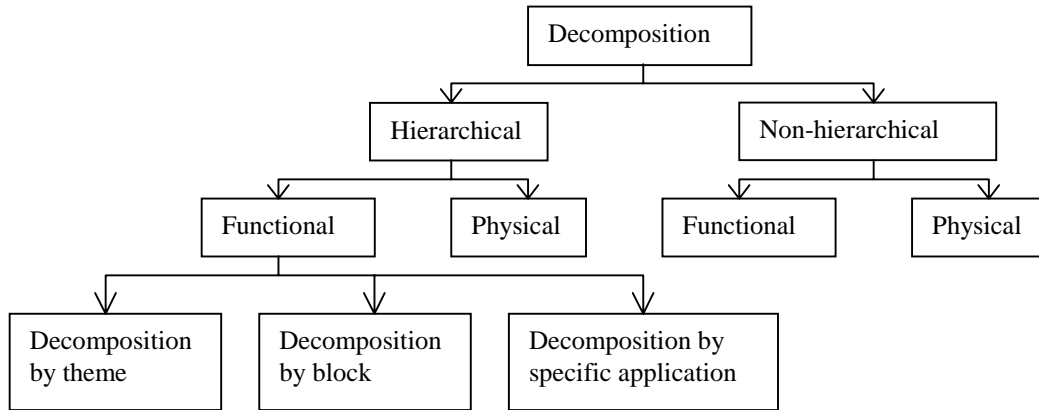 Decomposition
Hierarchical
Non-hierarchical
Functional
Physical
Functional
Physical
Decomposition
by theme
Decomposition
by block
Decomposition by
specific application